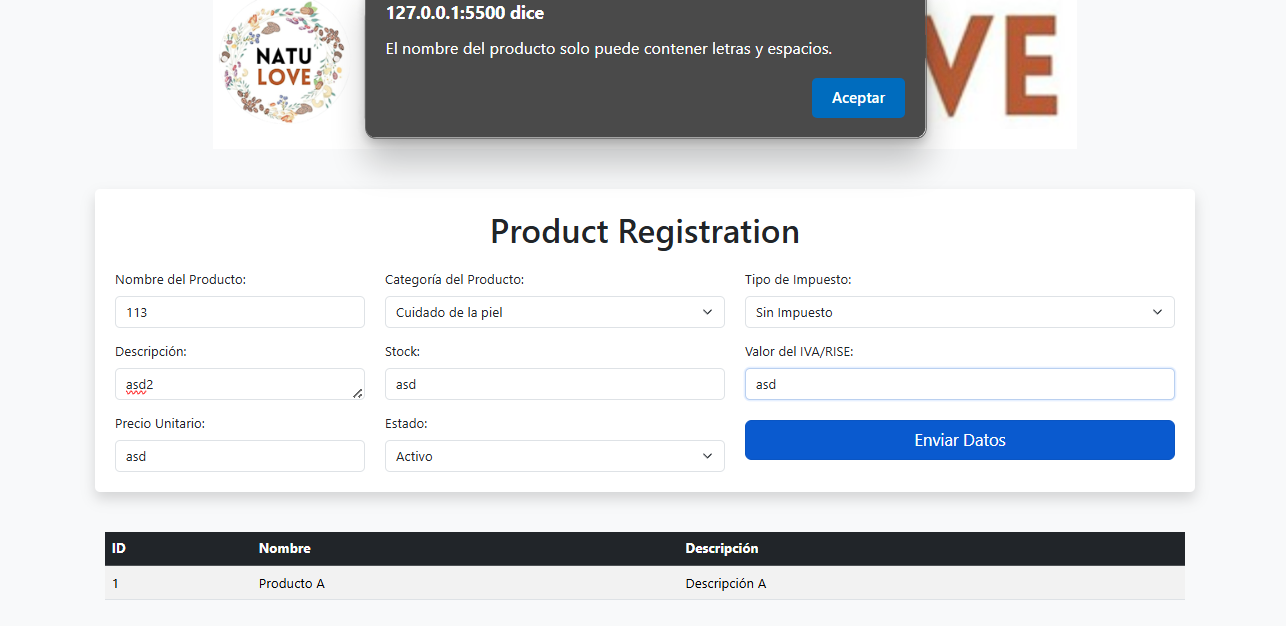 127.0.0.1:5500 dice
El nombre del producto solo puede contener letras y espacios.
Aceptar
NATU
LOVE
VE
Product Registration
Nombre del Producto:
113
Categoría del Producto:
Cuidado de la piel
Tipo de Impuesto:
Sin Impuesto
Descripción:
asd2
Stock:
asd
Valor del IVA/RISE:
asd
Precio Unitario:
asd
Estado:
Activo
Enviar Datos
ID Nombre Descripción
1 Producto A Descripción A